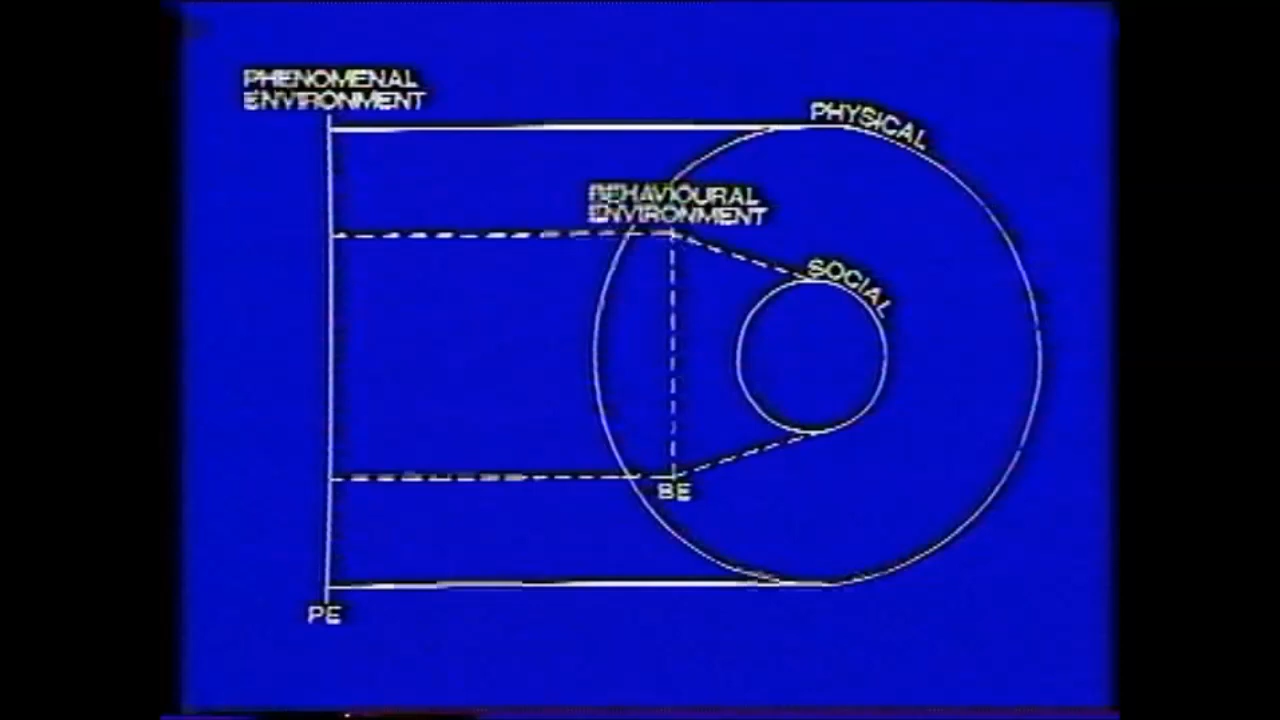 PHENOMENAL
ENVIRONMENT
PHYSICAL
BEHAVIOURAL
ENVIRONMENT
SOCIAL
BE
PE